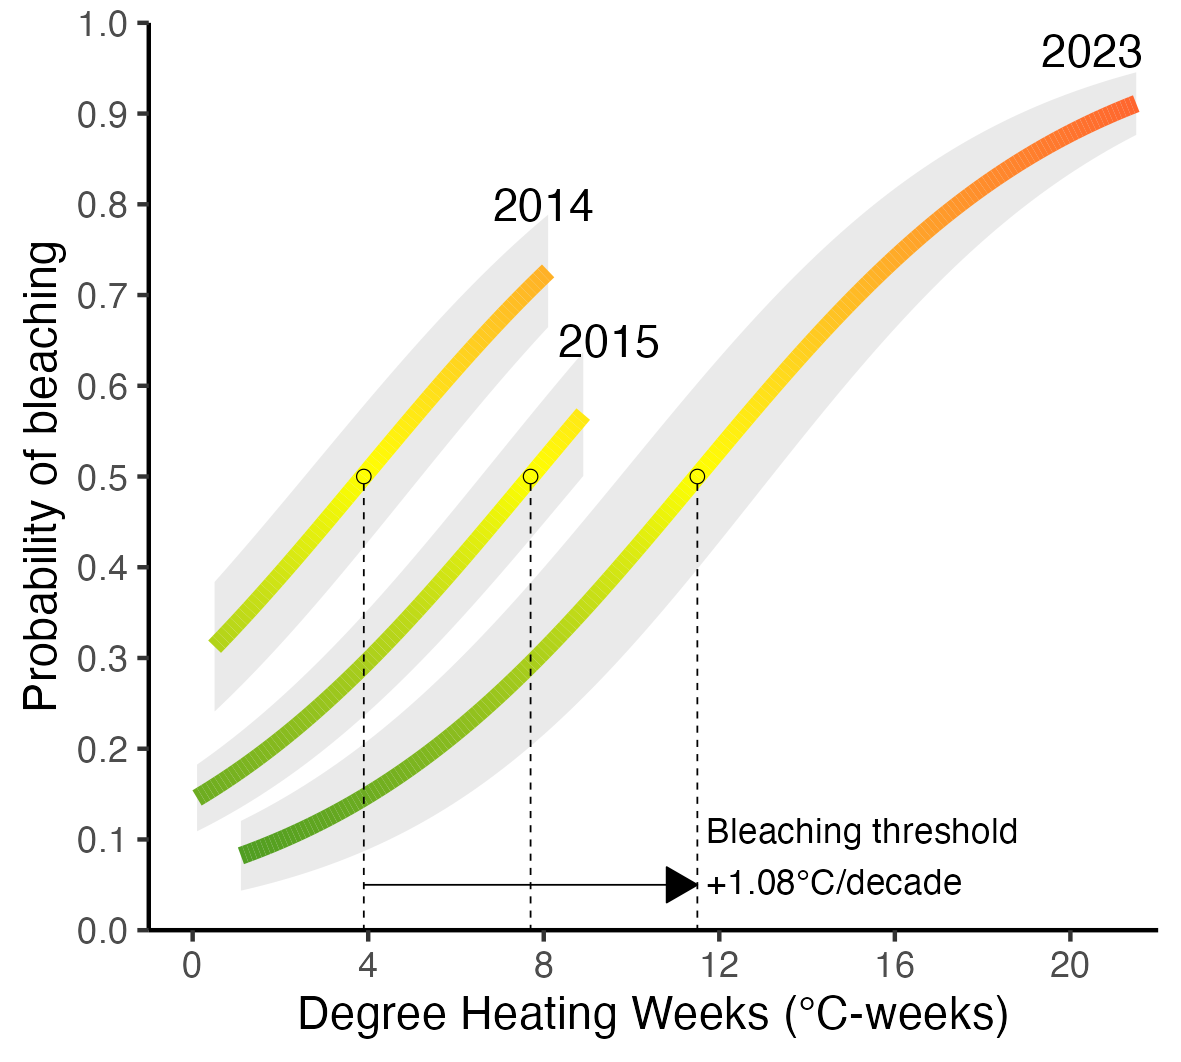 1.0
0.9
0.8
0.7
0.6
0.5
0.4
0.3
0.2
0.1
0.0
Probability of bleaching
2014
2015
2023
Bleaching threshold
+1.08°C/decade
0 4 8 12 16 20
Degree Heating Weeks (°C-weeks)